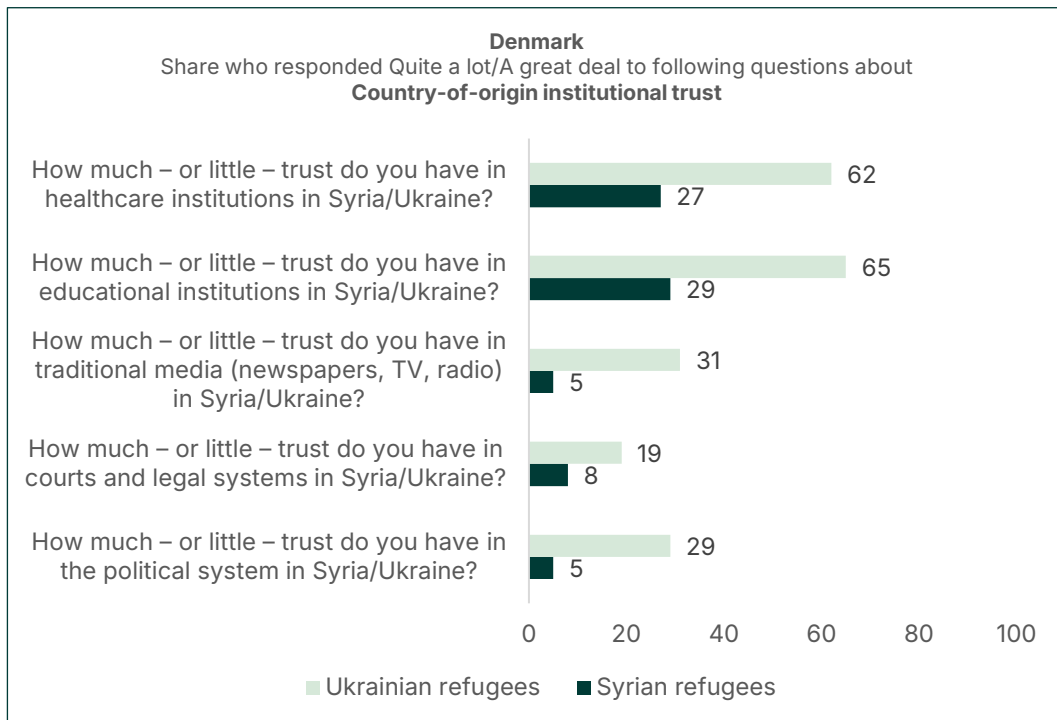 Denmark
Share who responded Quite a lot/A great deal to following questions about
Country-of-origin institutional trust
How much – or little – trust do you have in
healthcare institutions in Syria/Ukraine?
62
27
How much – or little – trust do you have in
educational institutions in Syria/Ukraine?
65
29
How much – or little – trust do you have in
traditional media (newspapers, TV, radio)
in Syria/Ukraine?
31
5
How much – or little – trust do you have in
courts and legal systems in Syria/Ukraine?
19
8
How much – or little – trust do you have in
the political system in Syria/Ukraine?
29
5
0 20 40 60 80 100
Ukrainian refugees Syrian refugees